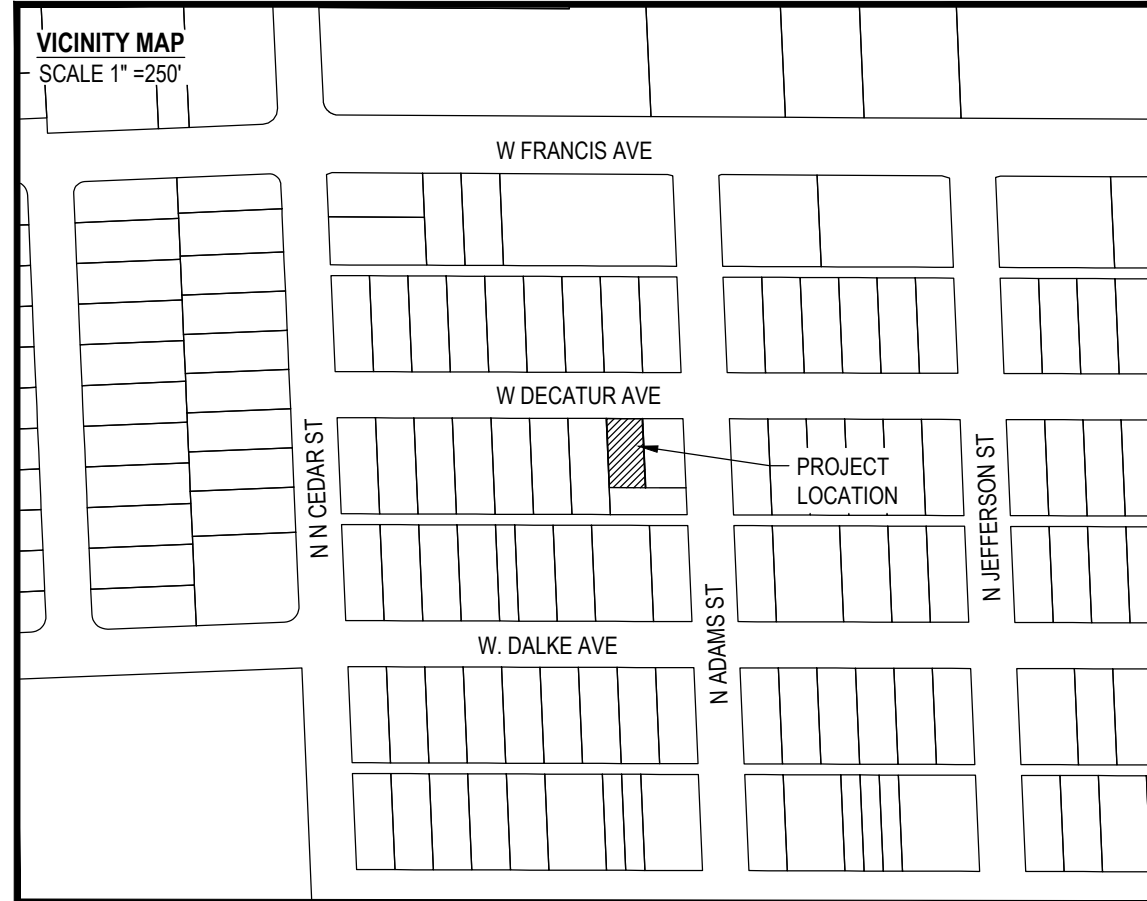 VICINITY MAP
SCALE 1" =250'
W FRANCIS AVE
W DECATUR AVE
N N CEDAR ST
PROJECT
LOCATION
N JEFFERSON ST
N ADAMS ST
W. DALKE AVE